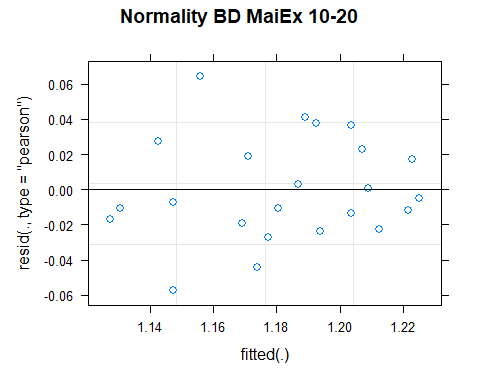 Normality BD MaiEx 10-20
resid(., type = "pearson")
0.06
0.04
0.02
0.00
-0.02
-0.04
-0.06
1.14 1.16 1.18 1.20 1.22
fitted(.)